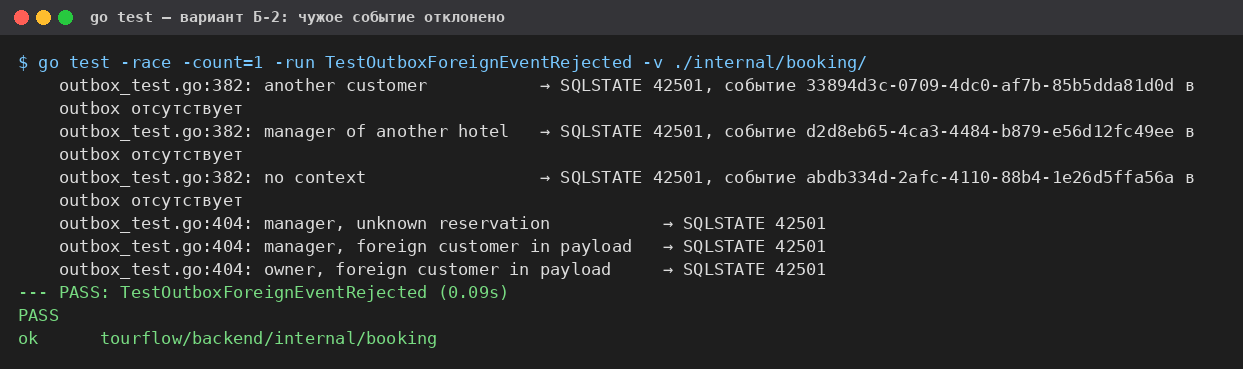 go test — вариант Б-2: чужое событие отклонено
$ go test -race -count=1 -run TestOutboxForeignEventRejected -v ./internal/booking/
outbox_test.go:382: another customer → SQLSTATE 42501, событие 33894d3c-0709-4dc0-af7b-85b5dda81d0d в
outbox отсутствует
outbox_test.go:382: manager of another hotel → SQLSTATE 42501, событие d2d8eb65-4ca3-4484-b879-e56d12fc49ee в
outbox отсутствует
outbox_test.go:382: no context → SQLSTATE 42501, событие abdb334d-2afc-4110-88b4-1e26d5ffa56a в
outbox отсутствует
outbox_test.go:404: manager, unknown reservation → SQLSTATE 42501
outbox_test.go:404: manager, foreign customer in payload → SQLSTATE 42501
outbox_test.go:404: owner, foreign customer in payload → SQLSTATE 42501
--- PASS: TestOutboxForeignEventRejected (0.09s)
PASS
ok tourflow/backend/internal/booking